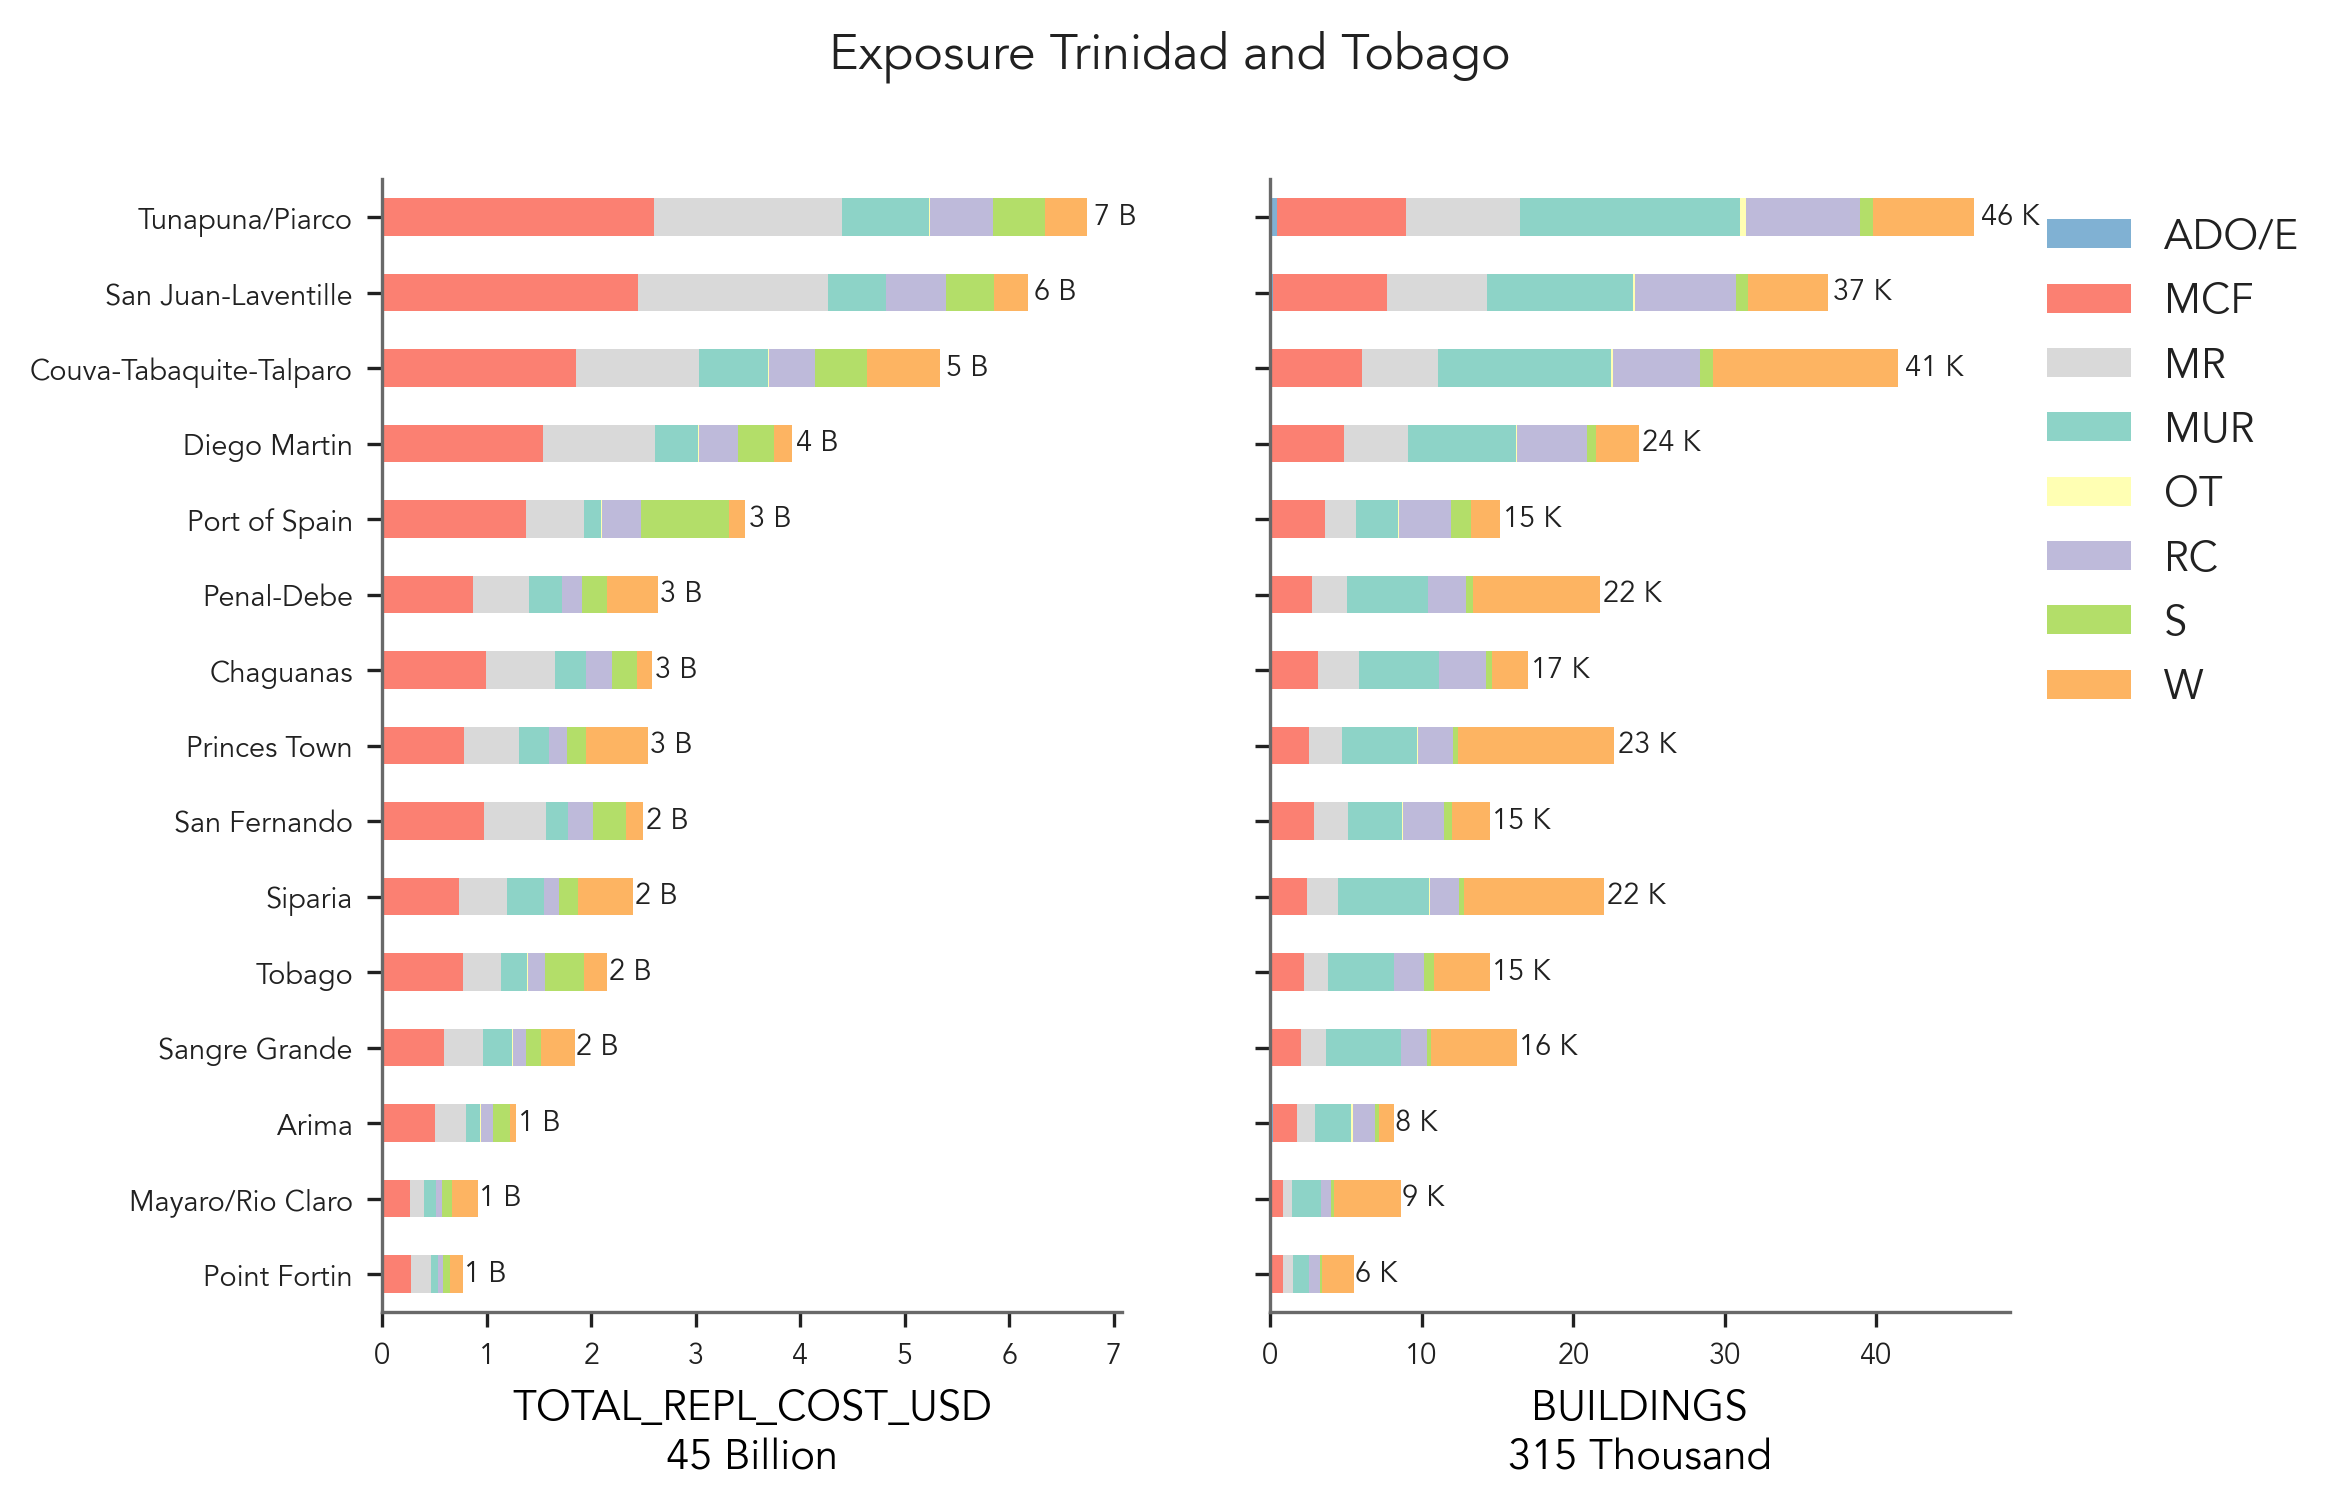 Exposure Trinidad and Tobago
Tunapuna/Piarco
San Juan-Laventille
Couva-Tabaquite-Talparo
Diego Martin
Port of Spain
Penal-Debe
Chaguanas
Princes Town
San Fernando
Siparia
Tobago
Sangre Grande
Arima
Mayaro/Rio Claro
Point Fortin
7 B
6 B
5 B
4 B
3 B
3 B
3 B
3 B
2 B
2 B
2 B
2 B
1 B
1 B
1 B
0 1 2 3 4 5 6 7
TOTAL_REPL_COST_USD
45 Billion
46 K
37 K
41 K
24 K
15 K
22 K
17 K
23 K
15 K
22 K
15 K
16 K
8 K
9 K
6 K
0 10 20 30 40
BUILDINGS
315 Thousand
ADO/E
MCF
MR
MUR
OT
RC
S
W